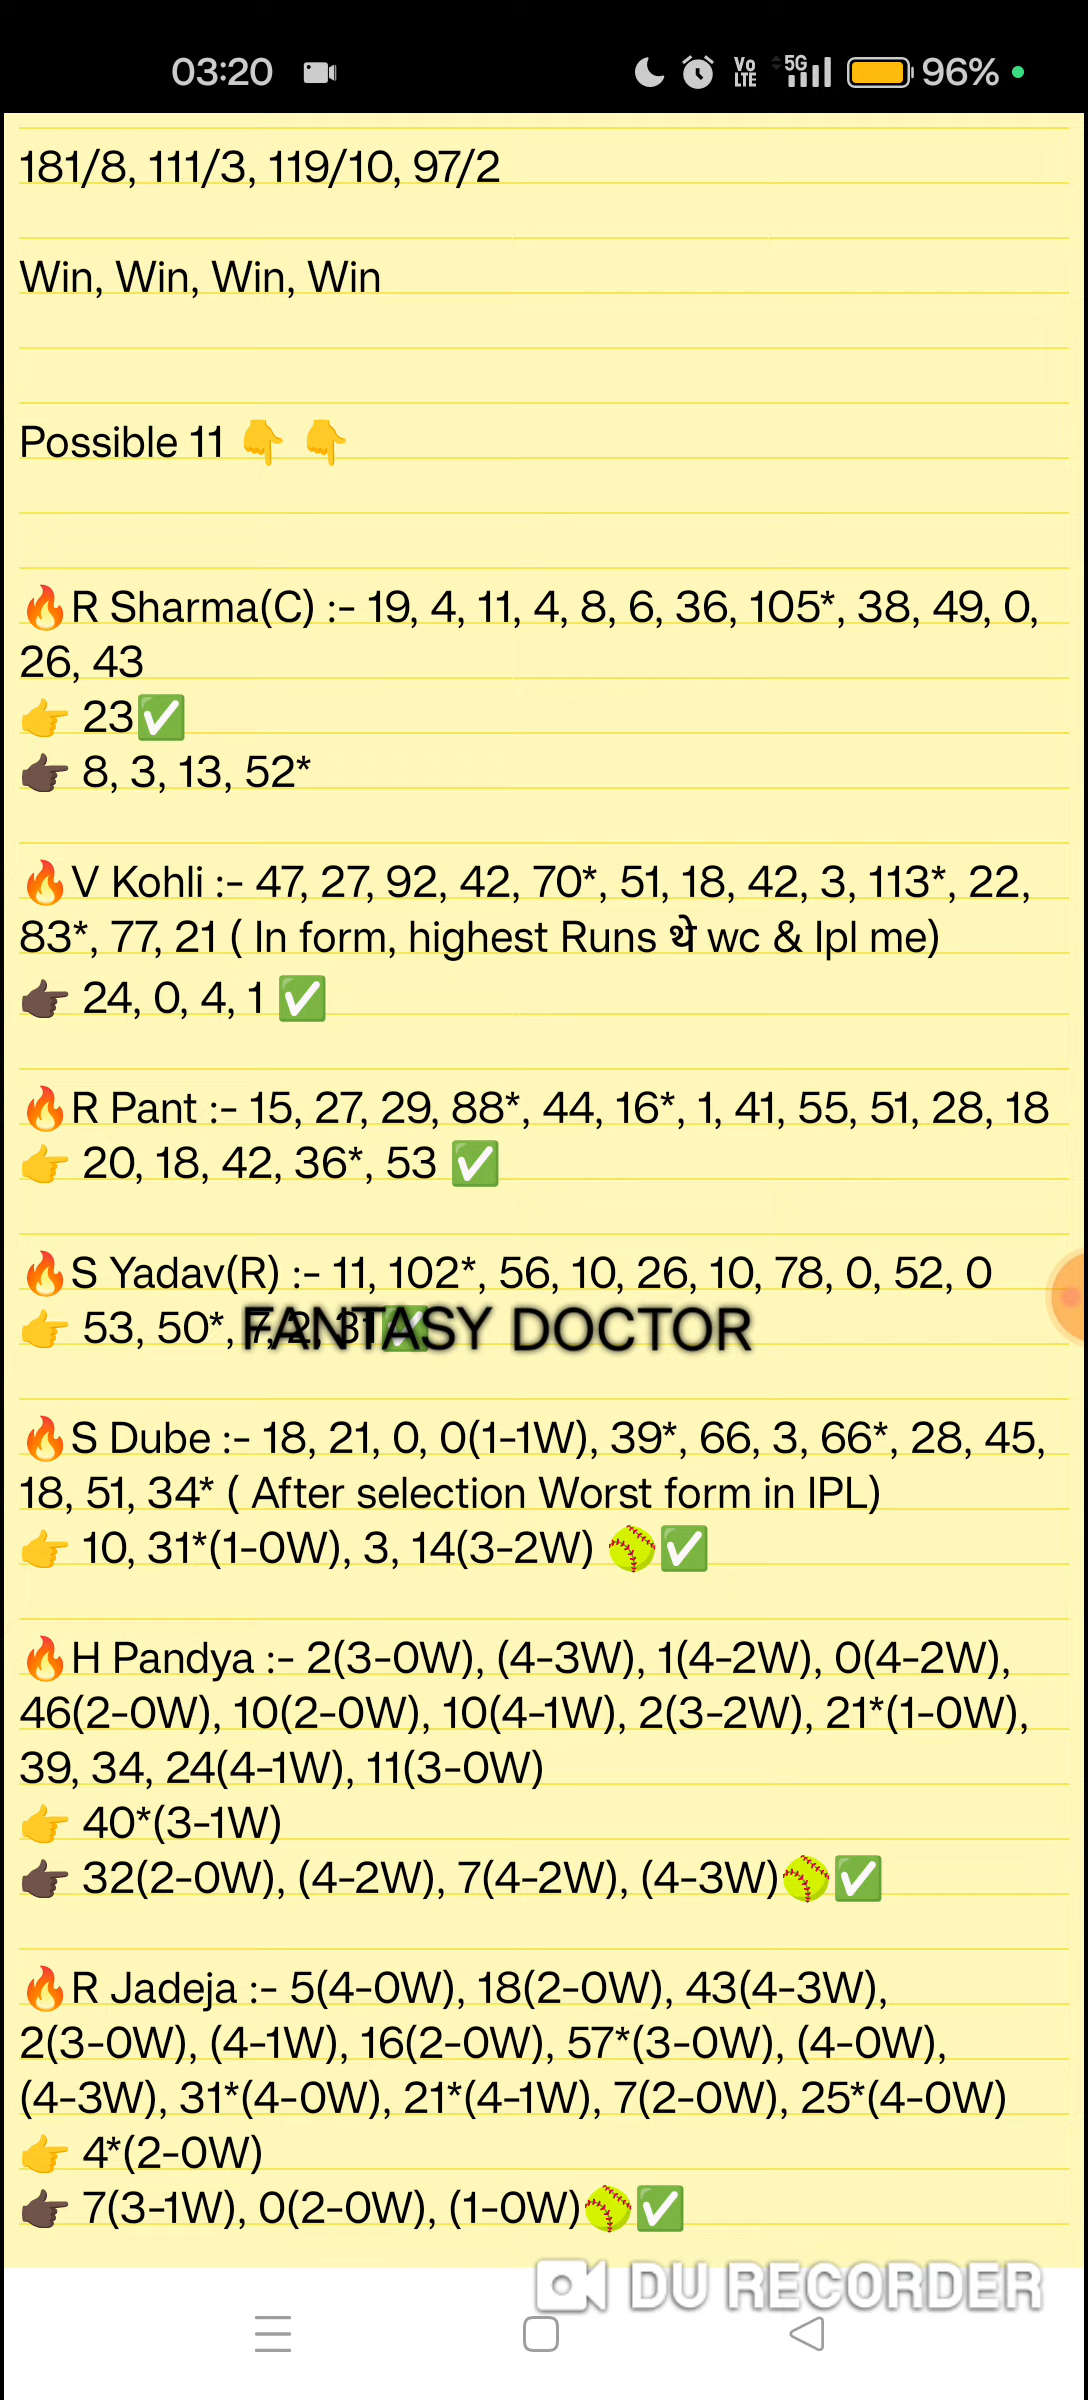 03:20 Vo LTE 5G 96%
181/8, 111/3, 119/10, 97/2
Win, Win, Win, Win
Possible 11 👇 👇
🔥R Sharma(C) :- 19, 4, 11, 4, 8, 6, 36, 105*, 38, 49, 0,
26, 43
👉 23✅
👉🏿 8, 3, 13, 52*
🔥V Kohli :- 47, 27, 92, 42, 70*, 51, 18, 42, 3, 113*, 22,
83*, 77, 21 ( In form, highest Runs थे wc & Ipl me)
👉🏿 24, 0, 4, 1 ✅
🔥R Pant :- 15, 27, 29, 88*, 44, 16*, 1, 41, 55, 51, 28, 18
👉 20, 18, 42, 36*, 53 ✅
🔥S Yadav(R) :- 11, 102*, 56, 10, 26, 10, 78, 0, 52, 0
👉 53, 50*, 7, 2, 31✅
FANTASY DOCTOR
🔥S Dube :- 18, 21, 0, 0(1-1W), 39*, 66, 3, 66*, 28, 45,
18, 51, 34* ( After selection Worst form in IPL)
👉 10, 31*(1-0W), 3, 14(3-2W) 🥎✅
🔥H Pandya :- 2(3-0W), (4-3W), 1(4-2W), 0(4-2W),
46(2-0W), 10(2-0W), 10(4-1W), 2(3-2W), 21*(1-0W),
39, 34, 24(4-1W), 11(3-0W)
👉 40*(3-1W)
👉🏿 32(2-0W), (4-2W), 7(4-2W), (4-3W)🥎✅
🔥R Jadeja :- 5(4-0W), 18(2-0W), 43(4-3W),
2(3-0W), (4-1W), 16(2-0W), 57*(3-0W), (4-0W),
(4-3W), 31*(4-0W), 21*(4-1W), 7(2-0W), 25*(4-0W)
👉 4*(2-0W)
👉🏿 7(3-1W), 0(2-0W), (1-0W)🥎✅
DU RECORDER